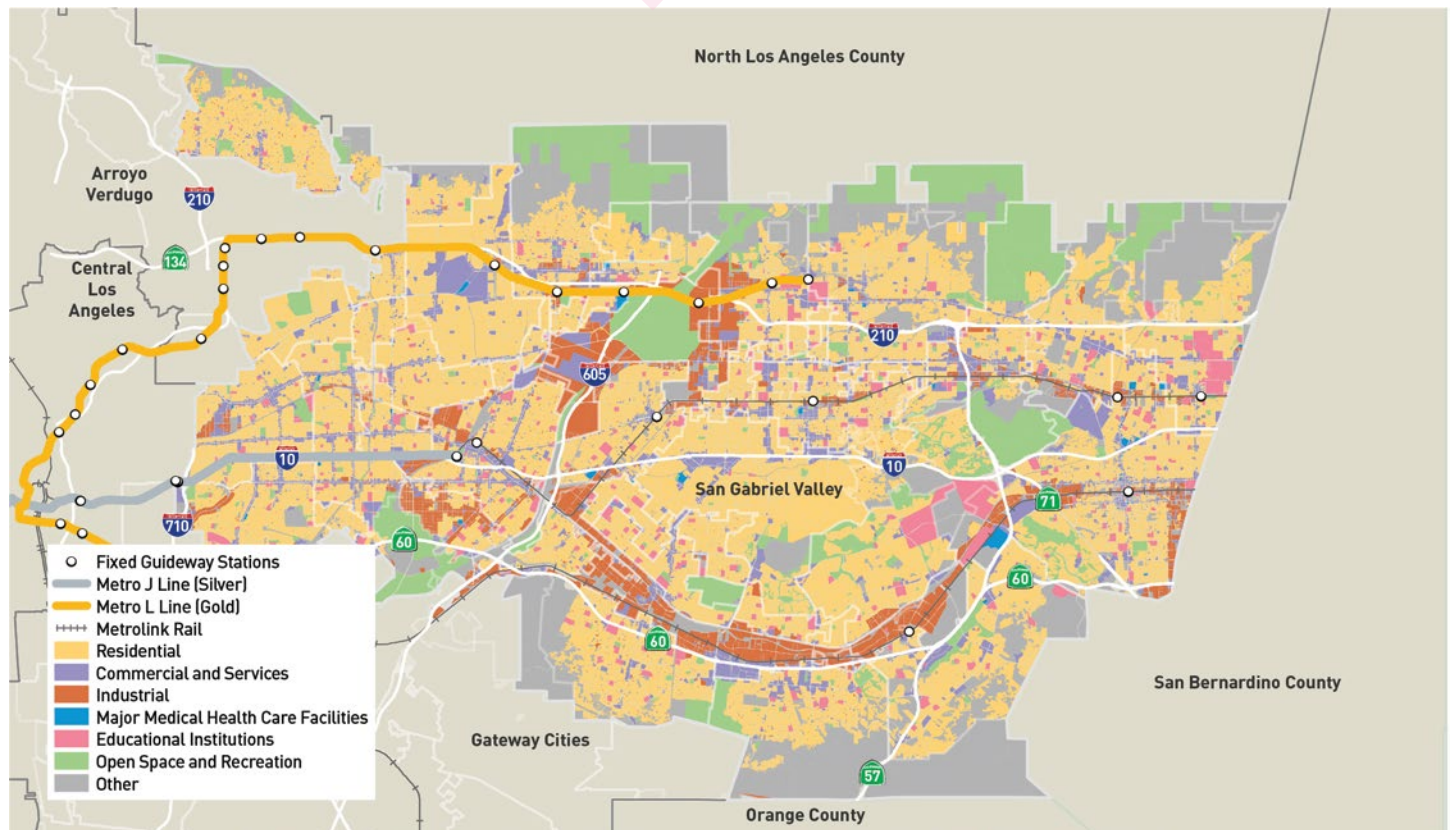 North Los Angeles County
Arroyo
Verdugo
210
134
Central
Los
Angeles
210
605
10
10
San Gabriel Valley
710
71
60
60
60
Fixed Guideway Stations
Metro J Line (Silver)
Metro L Line (Gold)
Metrolink Rail
Residential
Commercial and Services
Industrial
Major Medical Health Care Facilities
Educational Institutions
Open Space and Recreation
Other
San Bernardino County
Gateway Cities
57
Orange County